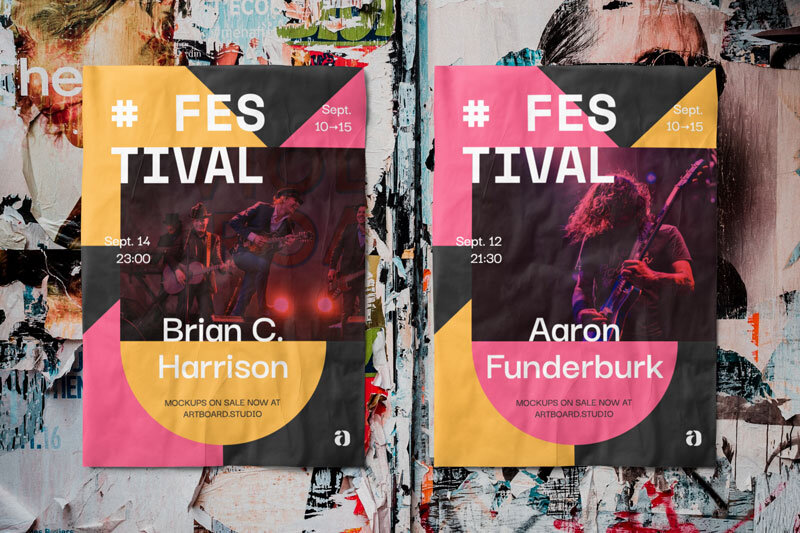 The
# FES
TIVAL
Sept.
10→15
Sept. 14
23:00
Brian C.
Harrison
MOCKUPS ON SALE NOW AT
ARTBOARD.STUDIO
a
# FES
TIVAL
Sept.
10→15
Sept. 12
21:30
Aaron
Funderburk
MOCKUPS ON SALE NOW AT
ARTBOARD.STUDIO
a